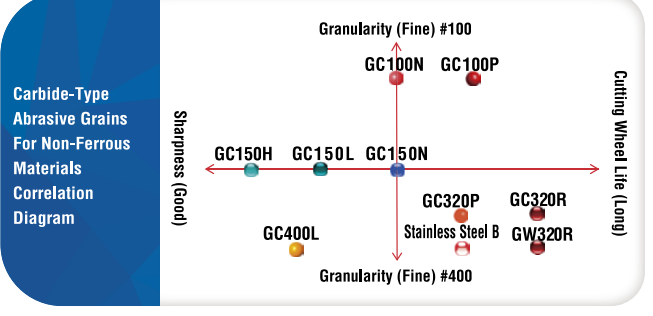 Carbide-Type
Abrasive Grains
For Non-Ferrous
Materials
Correlation
Diagram
Granularity (Fine) #100
GC100N GC100P
Sharpness (Good)
GC150H GC150L GC150N
Cutting Wheel Life (Long)
GC320P GC320R
GC400L Stainless Steel B GW320R
Granularity (Fine) #400